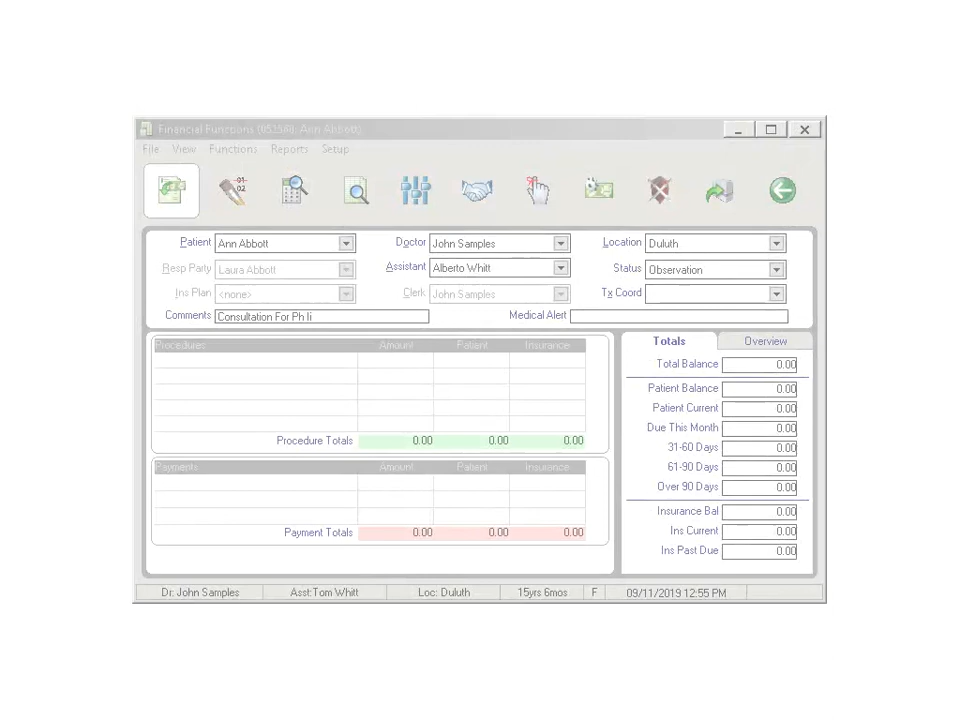 Financial Functions (052580: Ann Abbott)
File View Functions Reports Setup
01
02
Patient Ann Abbott Doctor John Samples Location Duluth
Resp Party Laura Abbott Assistant Alberto Whitt Status Observation
Ins Plan <none> Clerk John Samples Tx Coord
Comments Consultation For Ph Ii Medical Alert
Procedures Amount Patient Insurance
Procedure Totals 0.00 0.00 0.00
Payments Amount Patient Insurance
Payment Totals 0.00 0.00 0.00
Totals Overview
Total Balance 0.00
Patient Balance 0.00
Patient Current 0.00
Due This Month 0.00
31-60 Days 0.00
61-90 Days 0.00
Over 90 Days 0.00
Insurance Bal 0.00
Ins Current 0.00
Ins Past Due 0.00
Dr: John Samples Asst:Tom Whitt Loc: Duluth 15yrs 6mos F 09/11/2019 12:55 PM